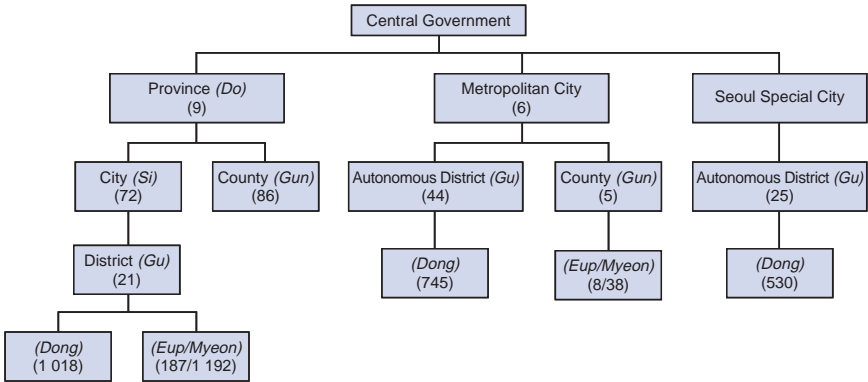 Central Government
Province (Do)
(9)
Metropolitan City
(6)
Seoul Special City
City (Si)
(72)
County (Gun)
(86)
Autonomous District (Gu)
(44)
County (Gun)
(5)
Autonomous District (Gu)
(25)
District (Gu)
(21)
(Dong)
(745)
(Eup/Myeon)
(8/38)
(Dong)
(530)
(Dong)
(1 018)
(Eup/Myeon)
(187/1 192)